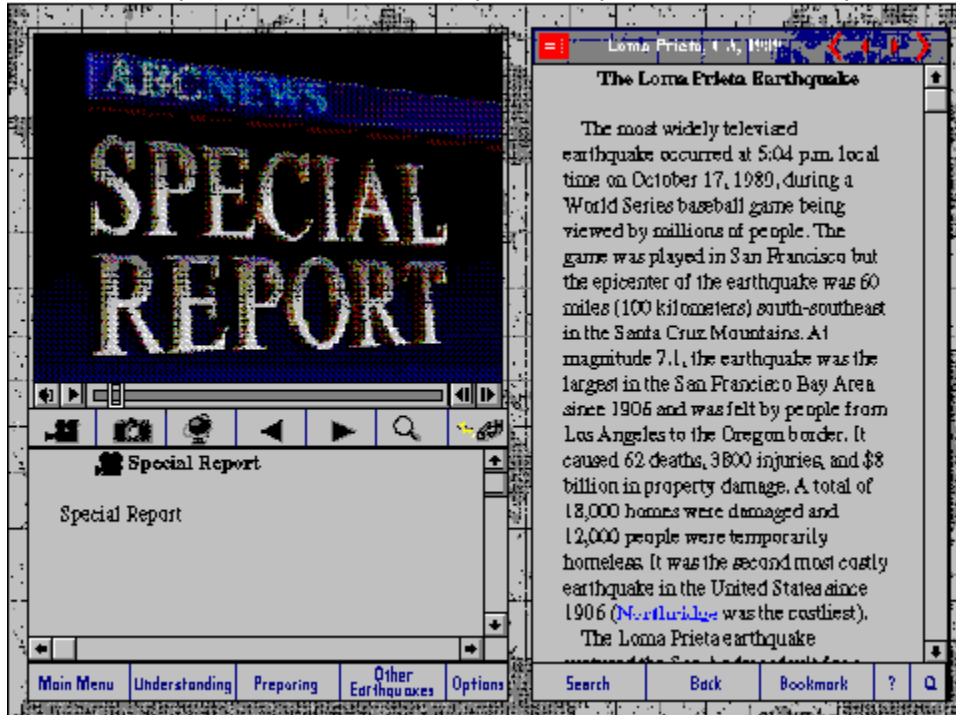 ABCNEWS
SPECIAL
REPORT
Special Report
Special Report
Main Menu
Understanding
Preparing
Other
Earthquakes
Options
Loma Prieta, CA, 1989
The Loma Prieta Earthquake
The most widely televised
earthquake occurred at 5:04 p.m. local
time on October 17, 1989, during a
World Series baseball game being
viewed by millions of people. The
game was played in San Francisco but
the epicenter of the earthquake was 60
miles (100 kilometers) south-southeast
in the Santa Cruz Mountains. At
magnitude 7.1, the earthquake was the
largest in the San Francisco Bay Area
since 1906 and was felt by people from
Los Angeles to the Oregon border. It
caused 62 deaths, 3800 injuries, and $8
billion in property damage. A total of
18,000 homes were damaged and
12,000 people were temporarily
homeless. It was the second most costly
earthquake in the United States since
1906 (Northridge was the costliest).
The Loma Prieta earthquake
Search
Back
Bookmark
?
Q